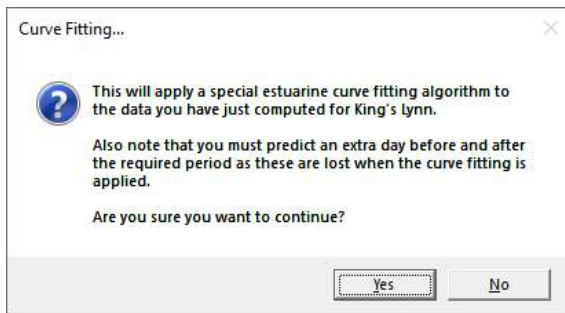 Curve Fitting...
This will apply a special estuarine curve fitting algorithm to
the data you have just computed for King's Lynn.
Also note that you must predict an extra day before and after
the required period as these are lost when the curve fitting is
applied.
Are you sure you want to continue?
Yes
No